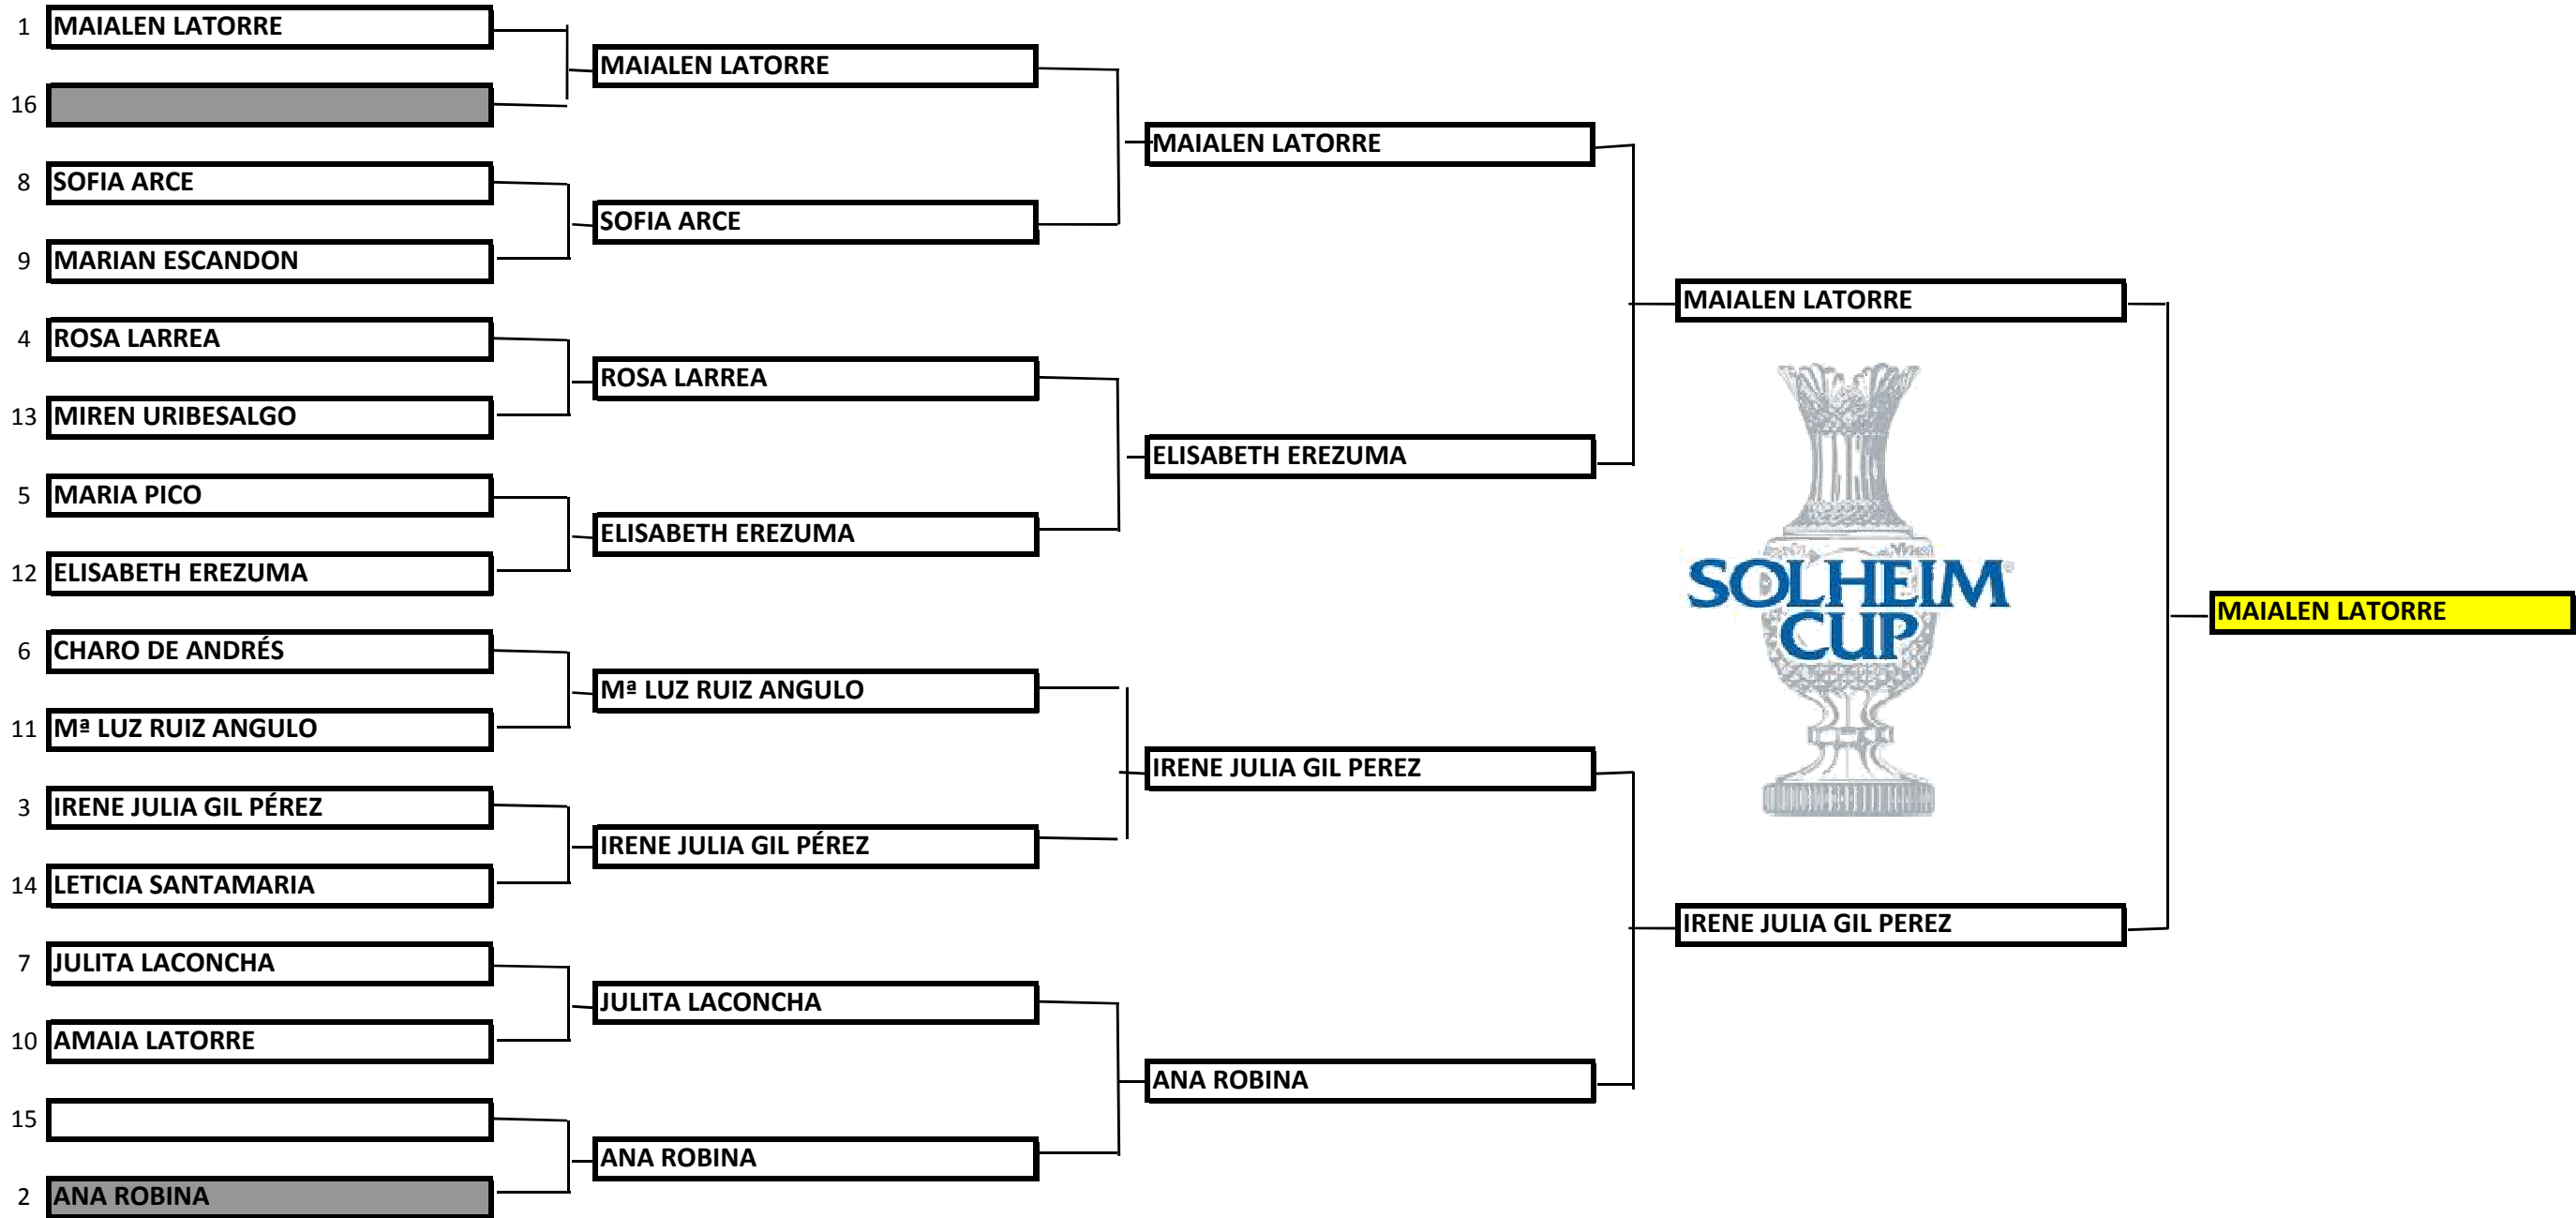 1 MAIALEN LATORRE
MAIALEN LATORRE
16
MAIALEN LATORRE
8 SOFIA ARCE
SOFIA ARCE
9 MARIAN ESCANDON
MAIALEN LATORRE
4 ROSA LARREA
ROSA LARREA
13 MIREN URIBESALGO
ELISABETH EREZUMA
5 MARIA PICO
ELISABETH EREZUMA
12 ELISABETH EREZUMA
SOLHEIM
CUP
MAIALEN LATORRE
6 CHARO DE ANDRÉS
Mª LUZ RUIZ ANGULO
11 Mª LUZ RUIZ ANGULO
IRENE JULIA GIL PEREZ
3 IRENE JULIA GIL PÉREZ
IRENE JULIA GIL PÉREZ
14 LETICIA SANTAMARIA
IRENE JULIA GIL PEREZ
7 JULITA LACONCHA
JULITA LACONCHA
10 AMAIA LATORRE
ANA ROBINA
15
ANA ROBINA
2 ANA ROBINA